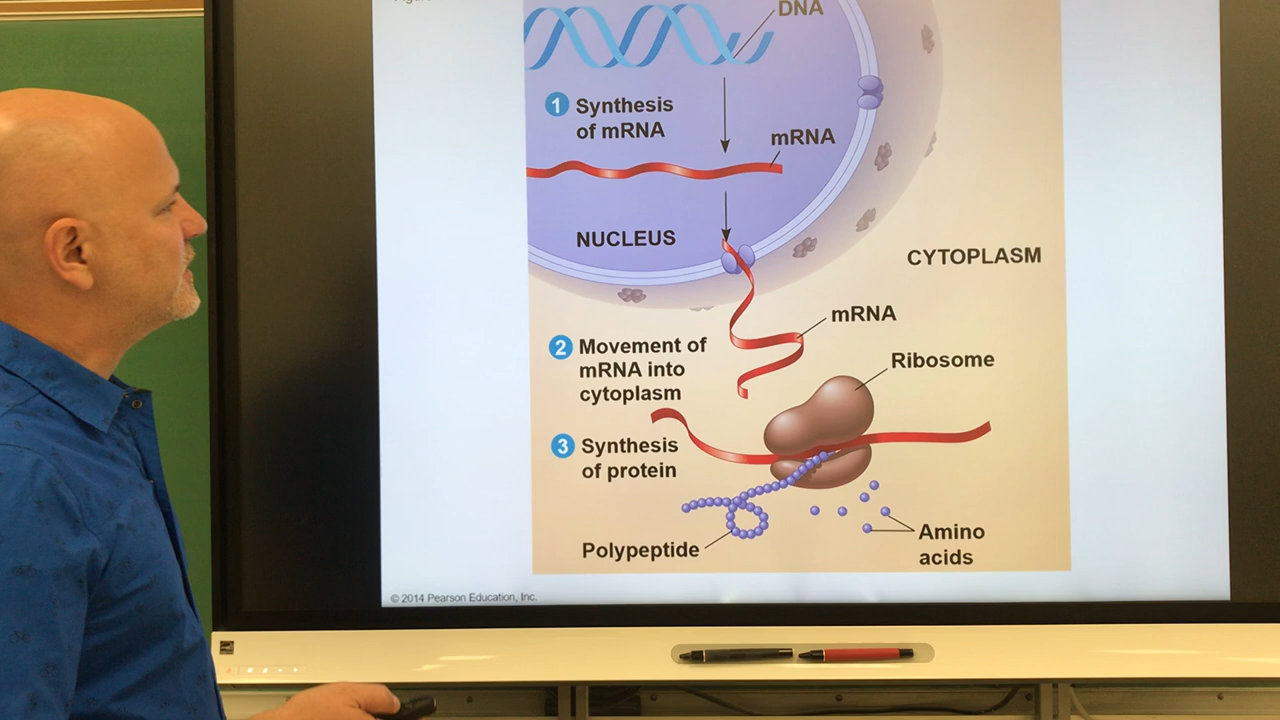 DNA
1 Synthesis
of mRNA
mRNA
NUCLEUS
CYTOPLASM
mRNA
2 Movement of
mRNA into
cytoplasm
Ribosome
3 Synthesis
of protein
Amino
acids
Polypeptide
© 2014 Pearson Education, Inc.